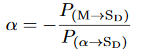 α = − P(M→S_D) / P(α→S_D)